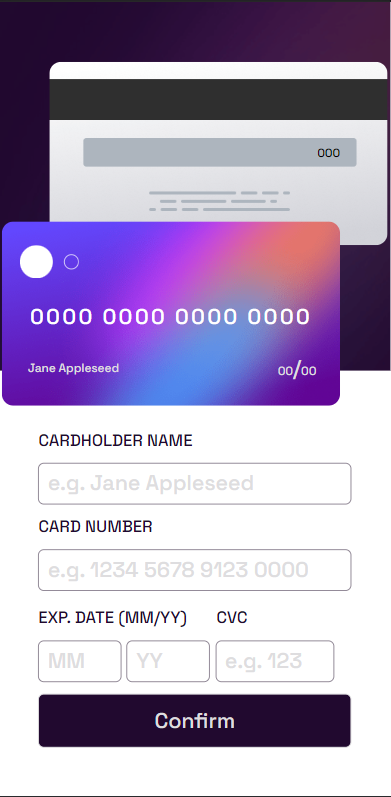 000
0000 0000 0000 0000
Jane Appleseed 00/00
CARDHOLDER NAME
e.g. Jane Appleseed
CARD NUMBER
e.g. 1234 5678 9123 0000
EXP. DATE (MM/YY) CVC
MM YY e.g. 123
Confirm